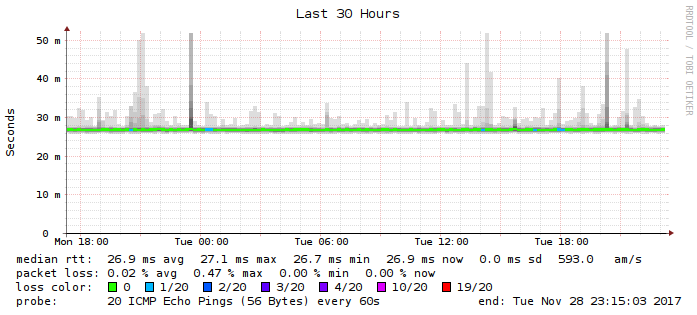 Last 30 Hours
RRDTOOL / TOBI OETIKER
Seconds
50 m
40 m
30 m
20 m
10 m
0
Mon 18:00 Tue 00:00 Tue 06:00 Tue 12:00 Tue 18:00
median rtt: 26.9 ms avg 27.1 ms max 26.7 ms min 26.9 ms now 0.0 ms sd 593.0 am/s
packet loss: 0.02 % avg 0.47 % max 0.00 % min 0.00 % now
loss color: 0 1/20 2/20 3/20 4/20 10/20 19/20
probe: 20 ICMP Echo Pings (56 Bytes) every 60s end: Tue Nov 28 23:15:03 2017